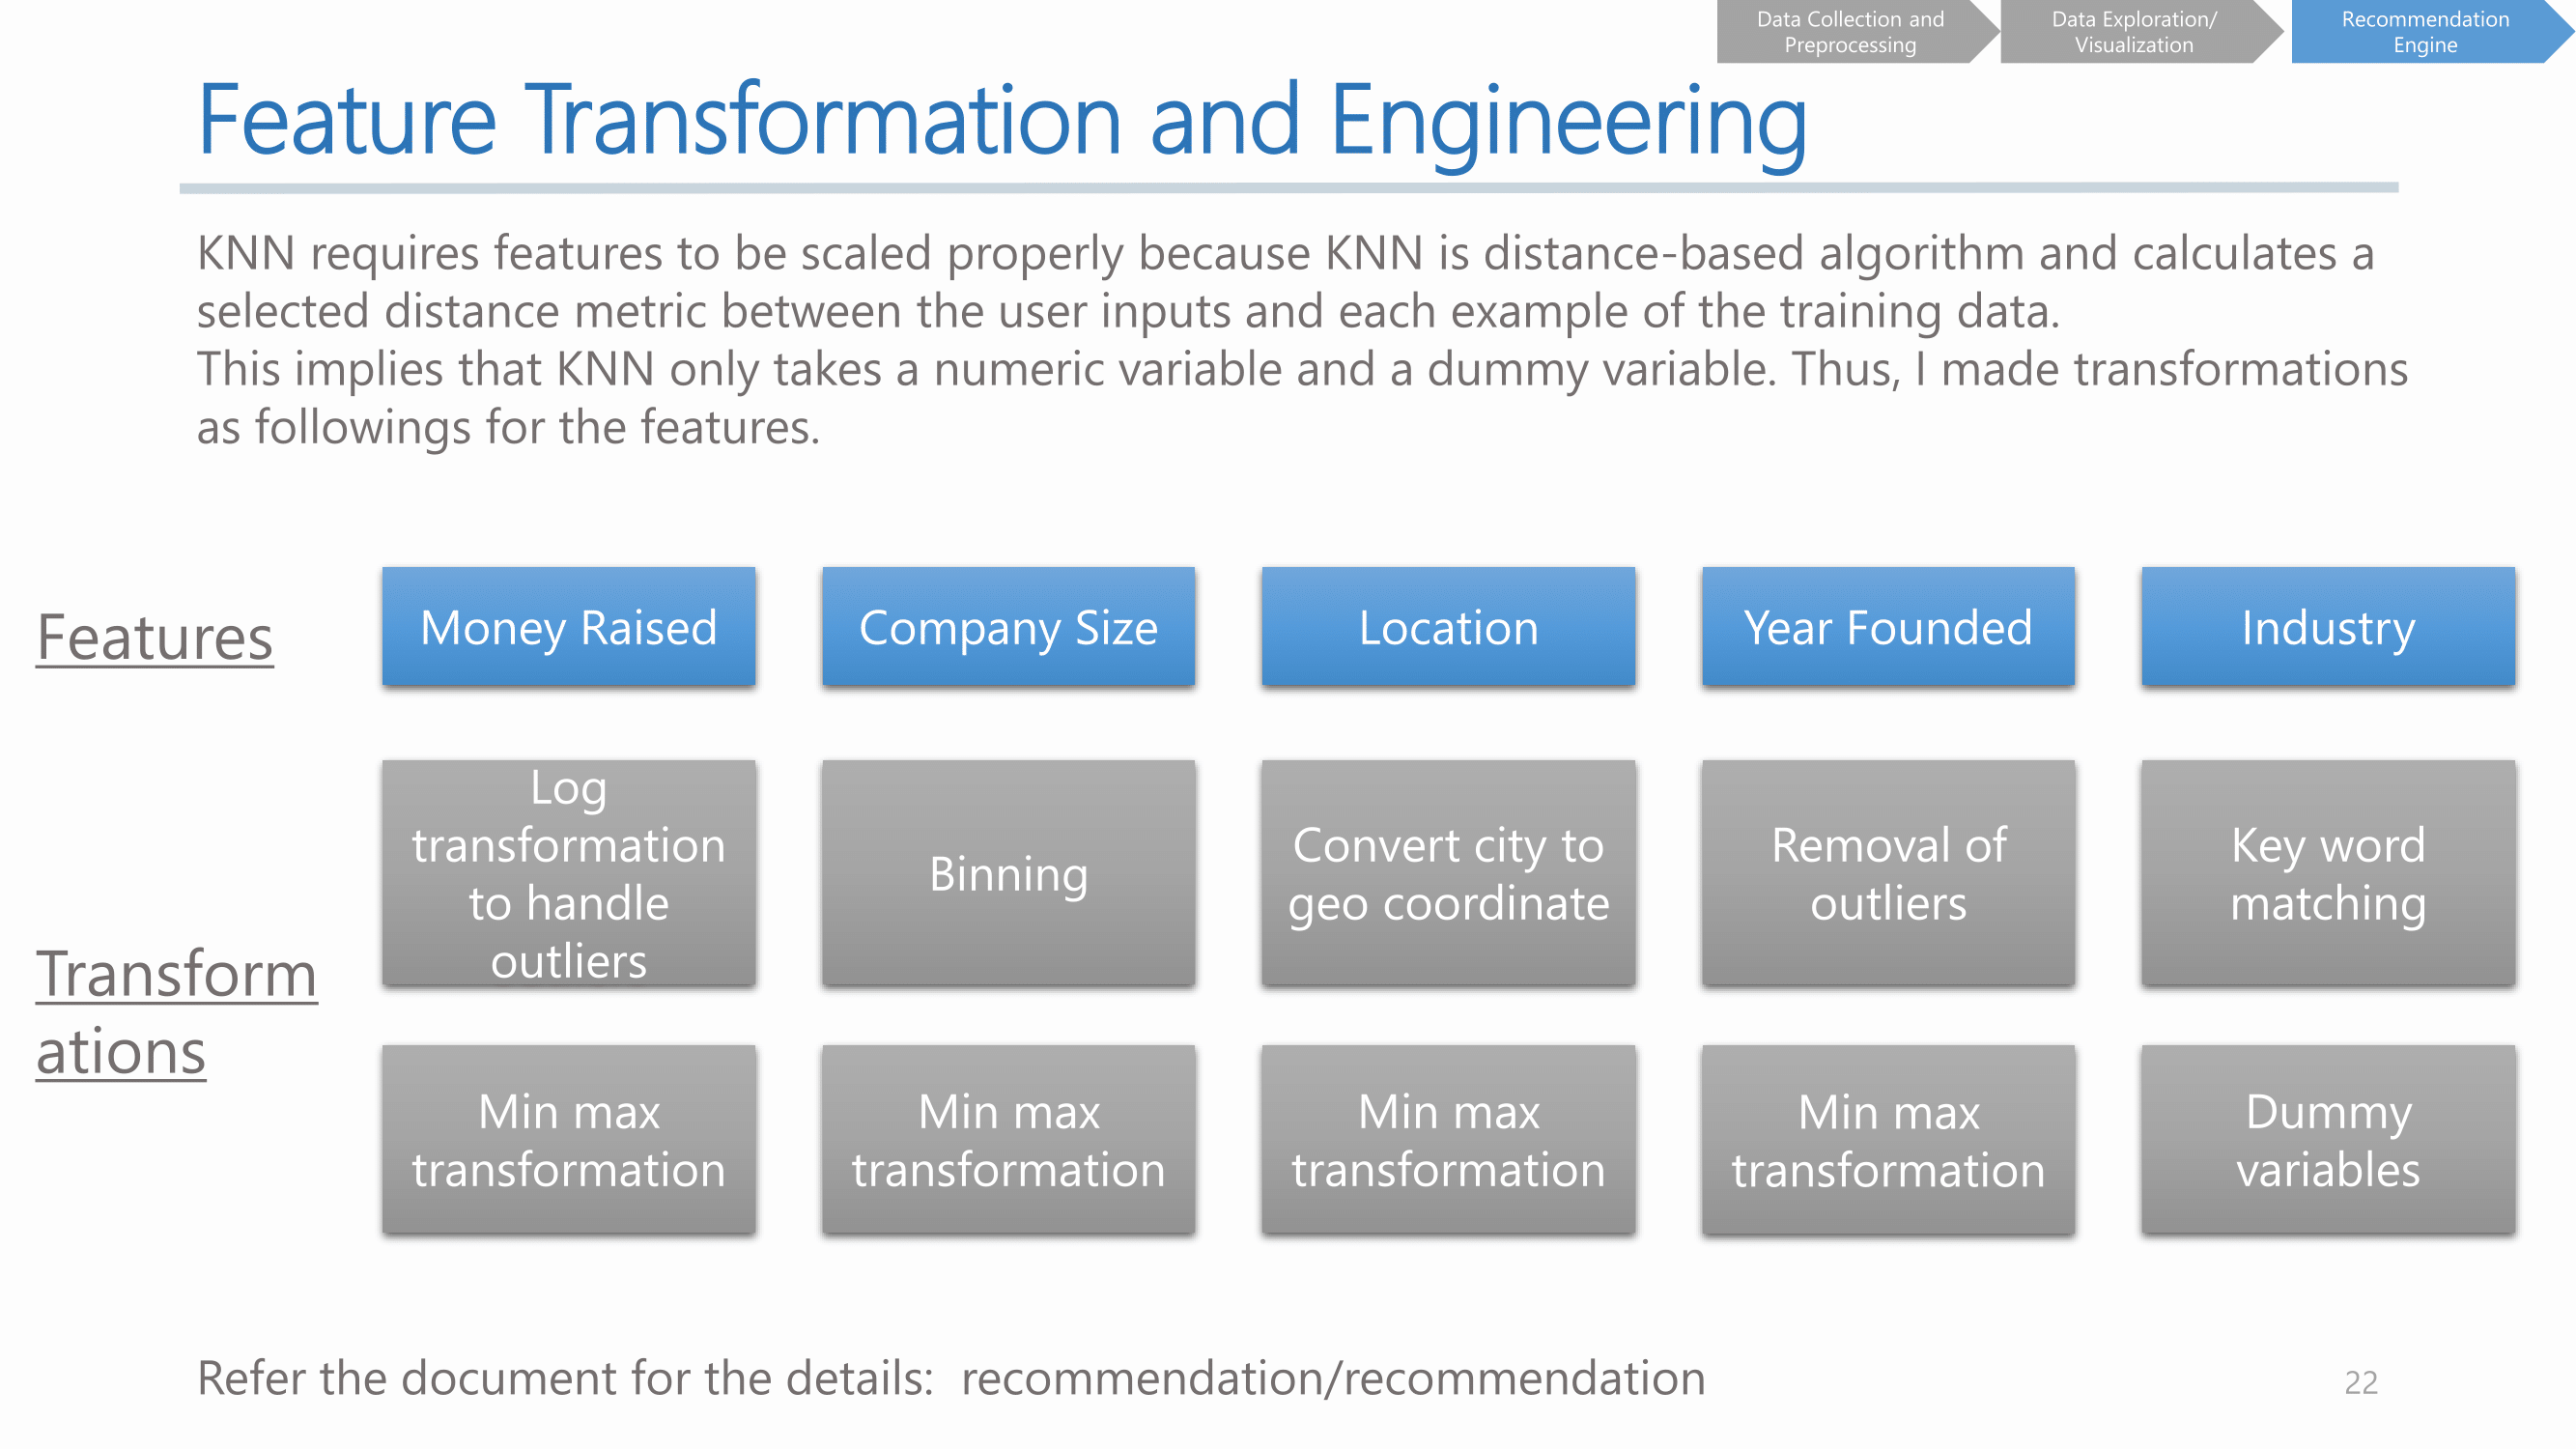 Data Collection and
Preprocessing
Data Exploration/
Visualization
Recommendation
Engine
Feature Transformation and Engineering
KNN requires features to be scaled properly because KNN is distance-based algorithm and calculates a
selected distance metric between the user inputs and each example of the training data.
This implies that KNN only takes a numeric variable and a dummy variable. Thus, I made transformations
as followings for the features.
Features
Money Raised
Company Size
Location
Year Founded
Industry
Transform
ations
Log
transformation
to handle
outliers
Binning
Convert city to
geo coordinate
Removal of
outliers
Key word
matching
Min max
transformation
Min max
transformation
Min max
transformation
Min max
transformation
Dummy
variables
Refer the document for the details:  recommendation/recommendation
22